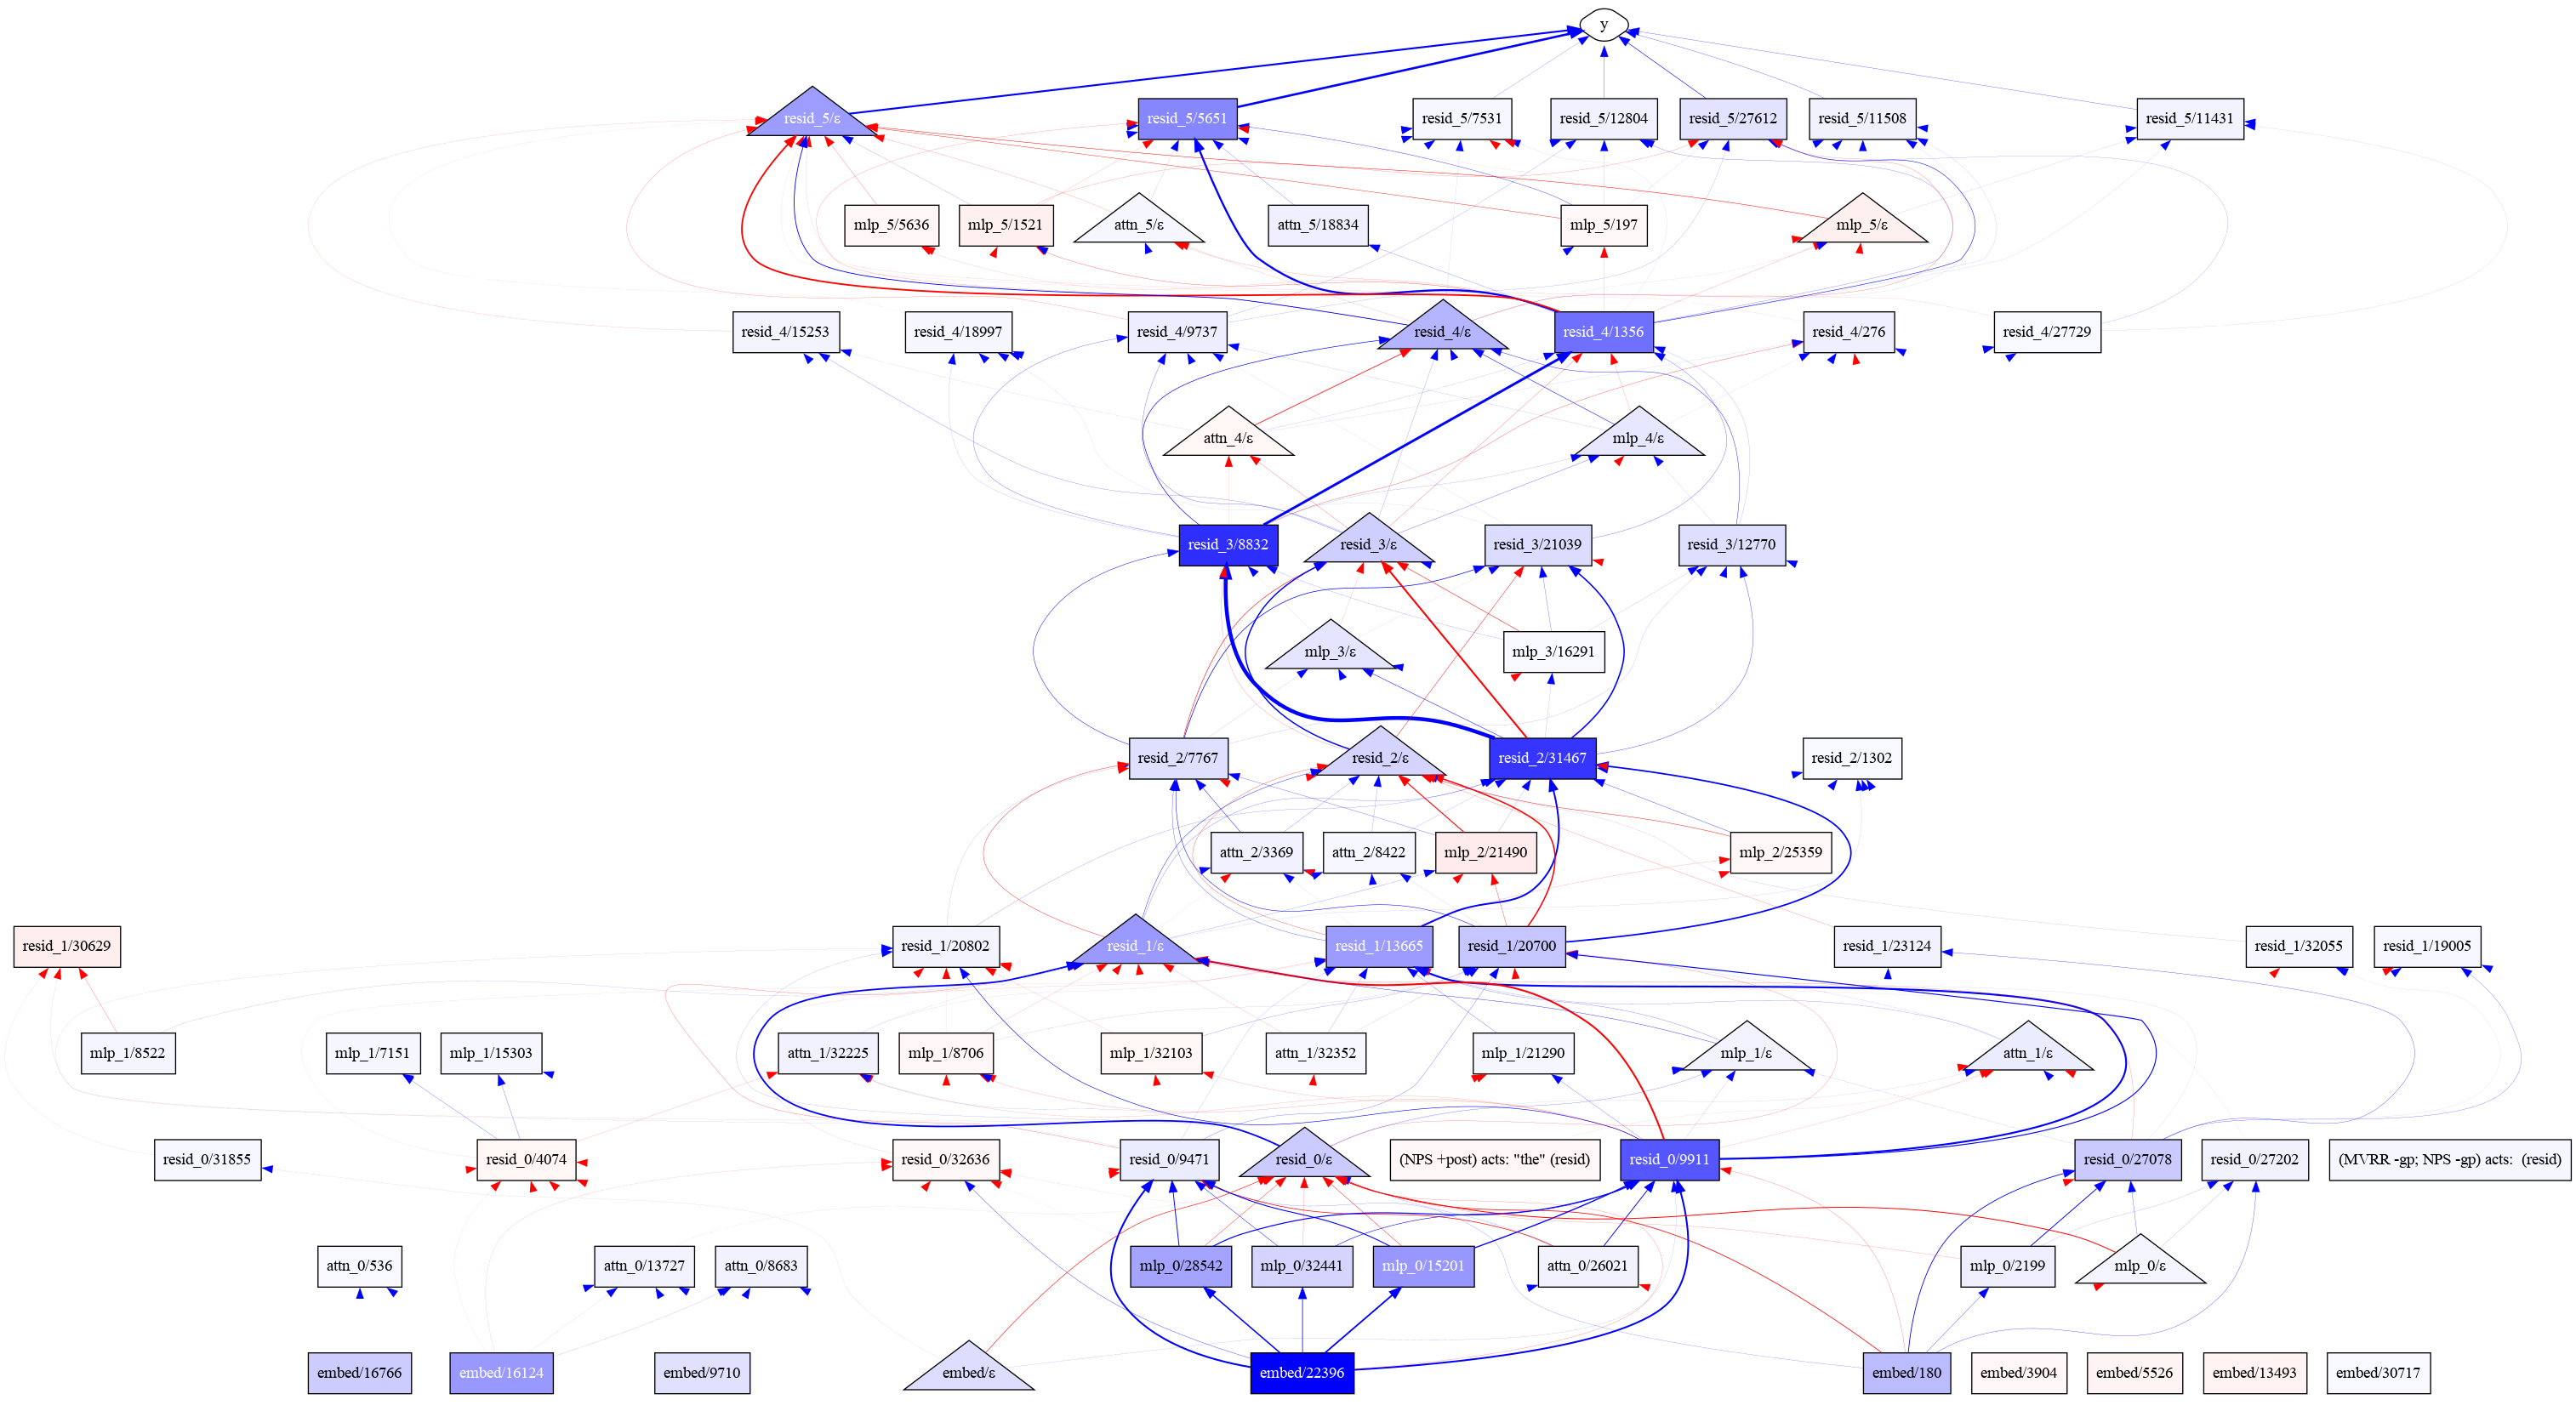 y
resid_5/ε
resid_5/5651
resid_5/7531
resid_5/12804
resid_5/27612
resid_5/11508
resid_5/11431
mlp_5/5636
mlp_5/1521
attn_5/ε
attn_5/18834
mlp_5/197
mlp_5/ε
resid_4/15253
resid_4/18997
resid_4/9737
resid_4/ε
resid_4/1356
resid_4/276
resid_4/27729
attn_4/ε
mlp_4/ε
resid_3/8832
resid_3/ε
resid_3/21039
resid_3/12770
mlp_3/ε
mlp_3/16291
resid_2/7767
resid_2/ε
resid_2/31467
resid_2/1302
attn_2/3369
attn_2/8422
mlp_2/21490
mlp_2/25359
resid_1/30629
resid_1/20802
resid_1/ε
resid_1/13665
resid_1/20700
resid_1/23124
resid_1/32055
resid_1/19005
mlp_1/8522
mlp_1/7151
mlp_1/15303
attn_1/32225
mlp_1/8706
mlp_1/32103
attn_1/32352
mlp_1/21290
mlp_1/ε
attn_1/ε
resid_0/31855
resid_0/4074
resid_0/32636
resid_0/9471
resid_0/ε
(NPS +post) acts: "the" (resid)
resid_0/9911
resid_0/27078
resid_0/27202
(MVRR -gp; NPS -gp) acts: (resid)
attn_0/536
attn_0/13727
attn_0/8683
mlp_0/28542
mlp_0/32441
mlp_0/15201
attn_0/26021
mlp_0/2199
mlp_0/ε
embed/16766
embed/16124
embed/9710
embed/ε
embed/22396
embed/180
embed/3904
embed/5526
embed/13493
embed/30717